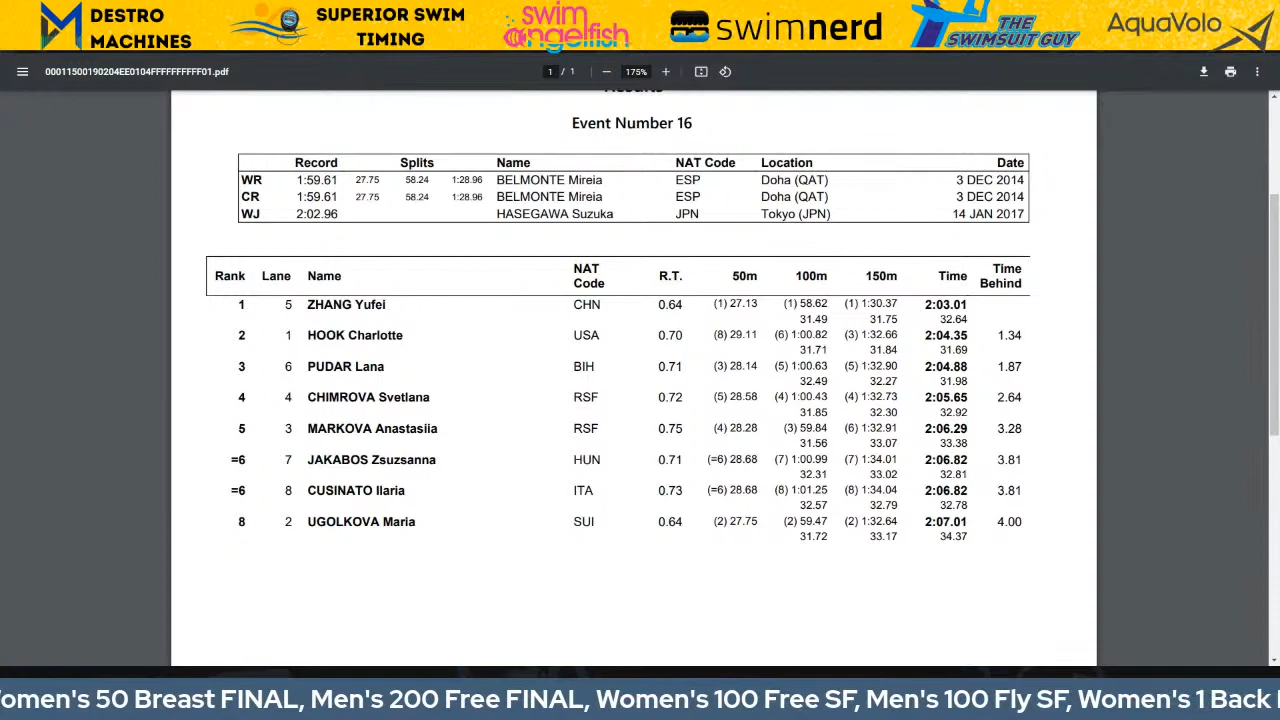 DESTRO MACHINES
SUPERIOR SWIM TIMING
swim angelfish
swimnerd
THE SWIMSUIT GUY
AquaVolo
00011500190204EE0104FFFFFFFFFF01.pdf
1 / 1
175%
Results
Event Number 16
Record Splits Name NAT Code Location Date
WR 1:59.61 27.75 58.24 1:28.96 BELMONTE Mireia ESP Doha (QAT) 3 DEC 2014
CR 1:59.61 27.75 58.24 1:28.96 BELMONTE Mireia ESP Doha (QAT) 3 DEC 2014
WJ 2:02.96 HASEGAWA Suzuka JPN Tokyo (JPN) 14 JAN 2017
Rank Lane Name NAT Code R.T. 50m 100m 150m Time Time Behind
1 5 ZHANG Yufei CHN 0.64 (1) 27.13 (1) 58.62 (1) 1:30.37 2:03.01
31.49 31.75 32.64
2 1 HOOK Charlotte USA 0.70 (8) 29.11 (6) 1:00.82 (3) 1:32.66 2:04.35 1.34
31.71 31.84 31.69
3 6 PUDAR Lana BIH 0.71 (3) 28.14 (5) 1:00.63 (5) 1:32.90 2:04.88 1.87
32.49 32.27 31.98
4 4 CHIMROVA Svetlana RSF 0.72 (5) 28.58 (4) 1:00.43 (4) 1:32.73 2:05.65 2.64
31.85 32.30 32.92
5 3 MARKOVA Anastasiia RSF 0.75 (4) 28.28 (3) 59.84 (6) 1:32.91 2:06.29 3.28
31.56 33.07 33.38
=6 7 JAKABOS Zsuzsanna HUN 0.71 (=6) 28.68 (7) 1:00.99 (7) 1:34.01 2:06.82 3.81
32.31 33.02 32.81
=6 8 CUSINATO Ilaria ITA 0.73 (=6) 28.68 (8) 1:01.25 (8) 1:34.04 2:06.82 3.81
32.57 32.79 32.78
8 2 UGOLKOVA Maria SUI 0.64 (2) 27.75 (2) 59.47 (2) 1:32.64 2:07.01 4.00
31.72 33.17 34.37
omen's 50 Breast FINAL, Men's 200 Free FINAL, Women's 100 Free SF, Men's 100 Fly SF, Women's 1 Back